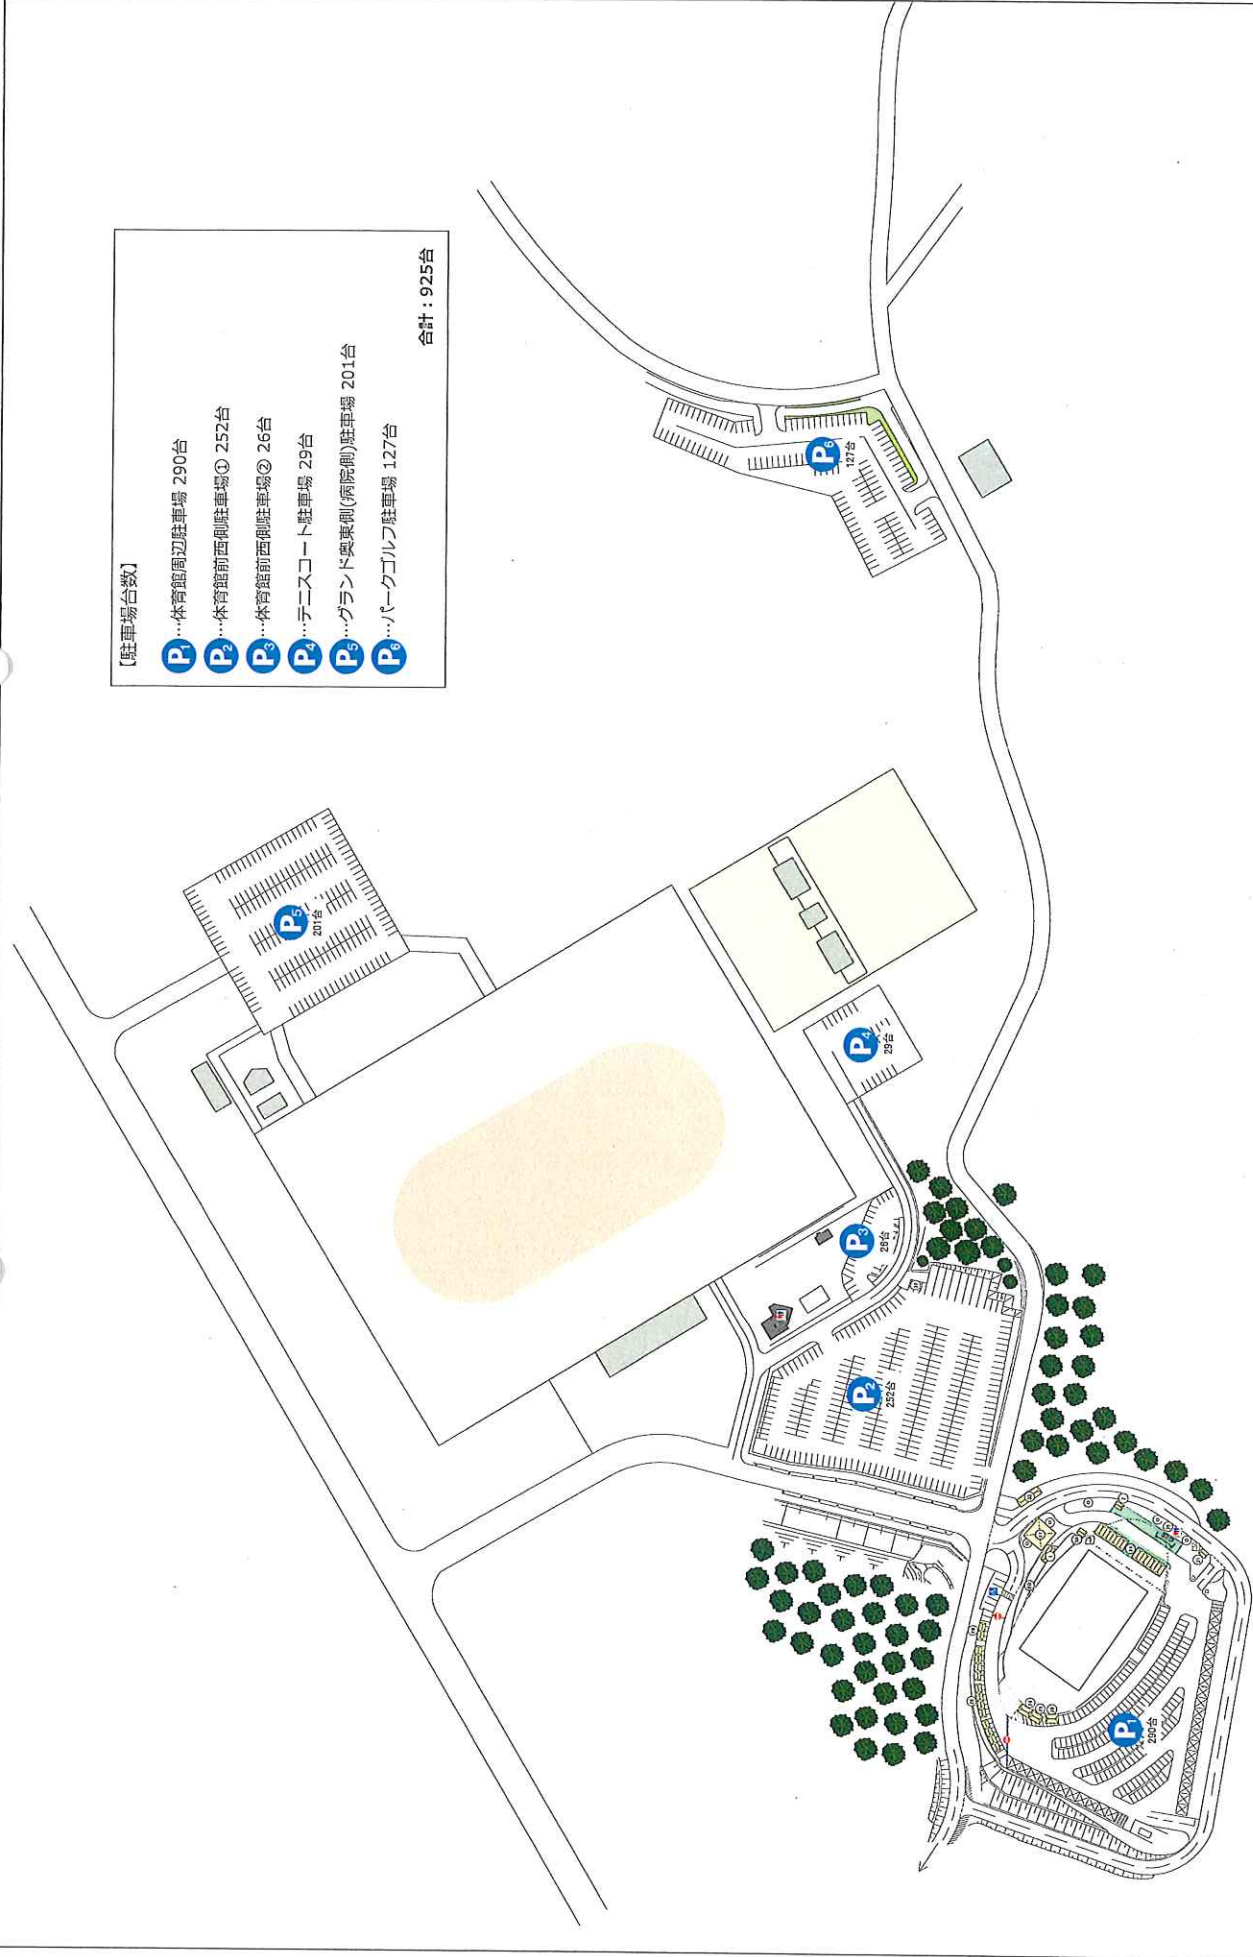 【駐車場台数】
P1…体育館周辺駐車場 290台
P2…体育館前西側駐車場① 252台
P3…体育館前西側駐車場② 26台
P4…テニスコート駐車場 29台
P5…グランド奥東側(病院側)駐車場 201台
P6…パークゴルフ駐車場 127台
合計：925台
P5
201台
P6
127台
P4
29台
P3
26台
P2
252台
P1
290台